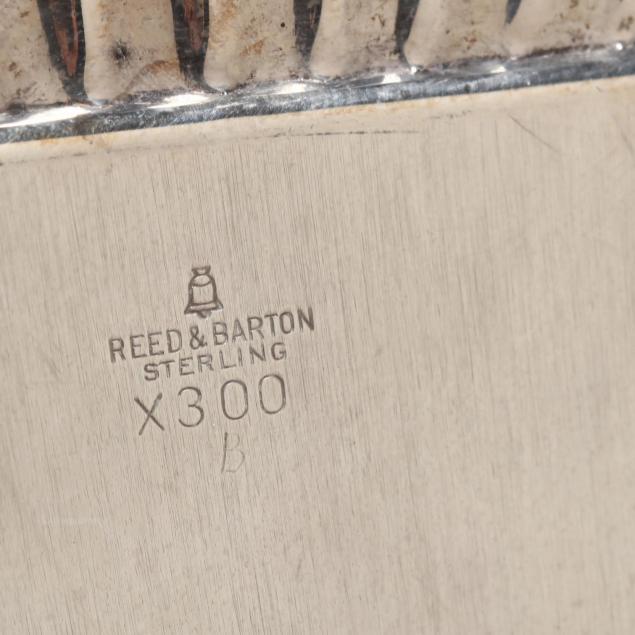 REED & BARTON
STERLING
X300
B